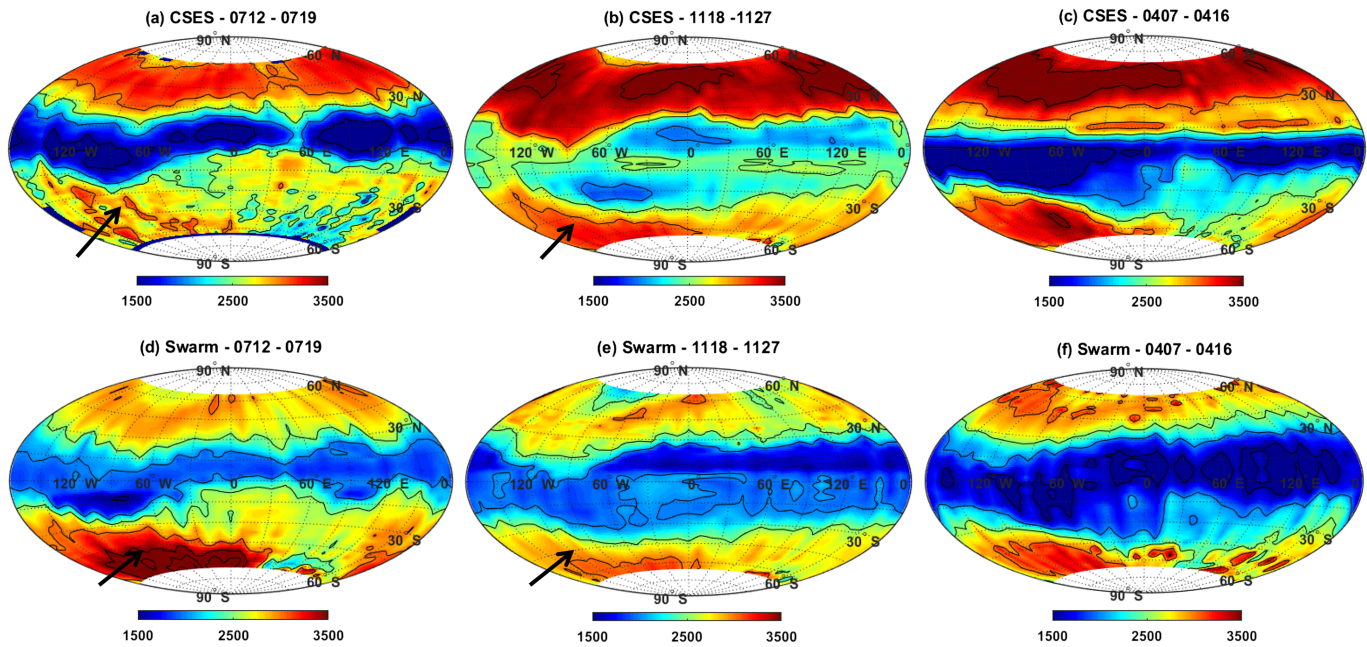 (a) CSES - 0712 - 0719
90° N
60° N
30° N
120° W 60° W 0° 60° E 120° E 0°
30° S
60° S
90° S
1500 2500 3500
(b) CSES - 1118 -1127
90° N
60° N
30° N
120° W 60° W 0° 60° E 120° E 0°
30° S
60° S
90° S
1500 2500 3500
(c) CSES - 0407 - 0416
90° N
60° N
30° N
120° W 60° W 0° 60° E 120° E 0°
30° S
60° S
90° S
1500 2500 3500
(d) Swarm - 0712 - 0719
90° N
60° N
30° N
120° W 60° W 0° 60° E 120° E 0°
30° S
60° S
90° S
1500 2500 3500
(e) Swarm - 1118 - 1127
90° N
60° N
30° N
120° W 60° W 0° 60° E 120° E 0°
30° S
60° S
90° S
1500 2500 3500
(f) Swarm - 0407 - 0416
90° N
60° N
30° N
120° W 60° W 0° 60° E 120° E 0°
30° S
60° S
90° S
1500 2500 3500